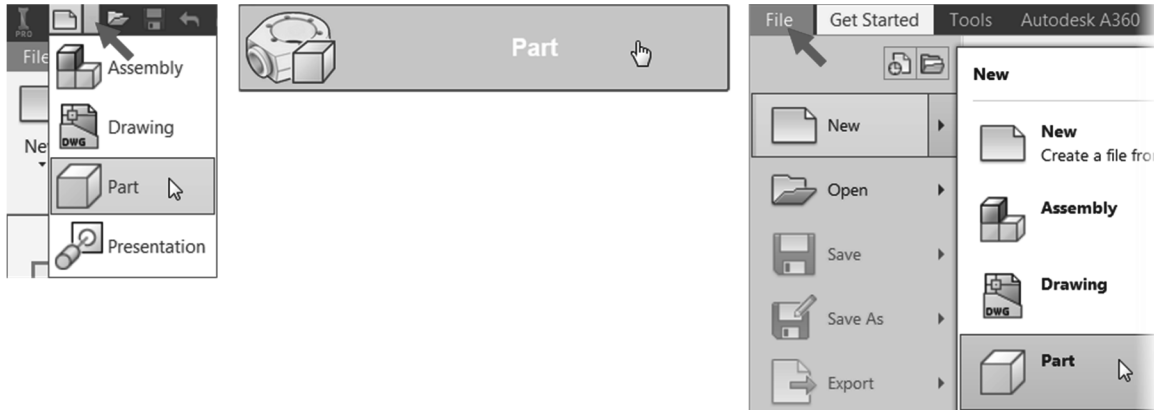 PRO
File
Assembly
Drawing
DWG
Ne
Part
Presentation
Part
File Get Started Tools Autodesk A360
New
New
New
Create a file fro
Open
Assembly
Save
Drawing
DWG
Save As
Part
Export